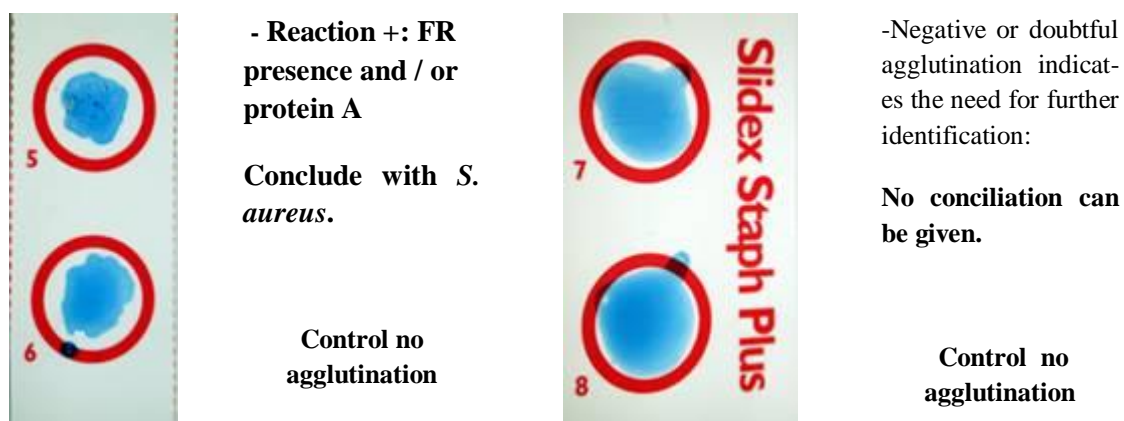 5
6
- Reaction +: FR
presence and / or
protein A
Conclude with S.
aureus.
Control no
agglutination
7
8
Slidex Staph Plus
-Negative or doubtful
agglutination indicat-
es the need for further
identification:
No conciliation can
be given.
Control no
agglutination